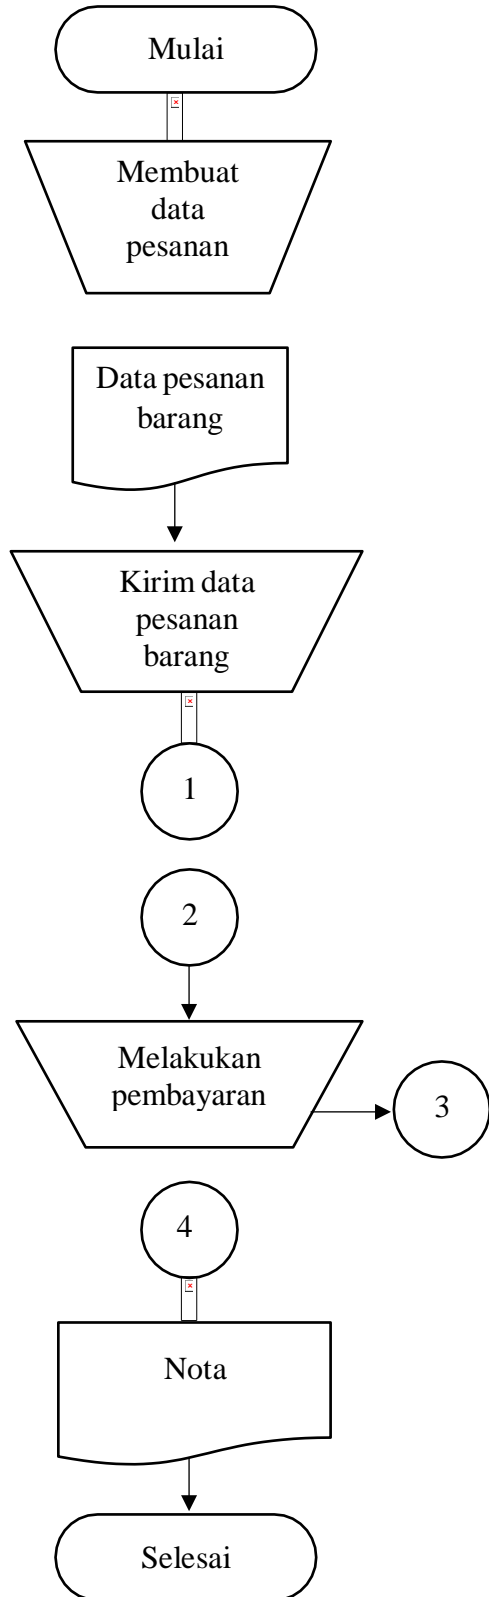 Mulai
Membuat
data
pesanan
Data pesanan
barang
Kirim data
pesanan
barang
1
2
Melakukan
pembayaran
3
4
Nota
Selesai